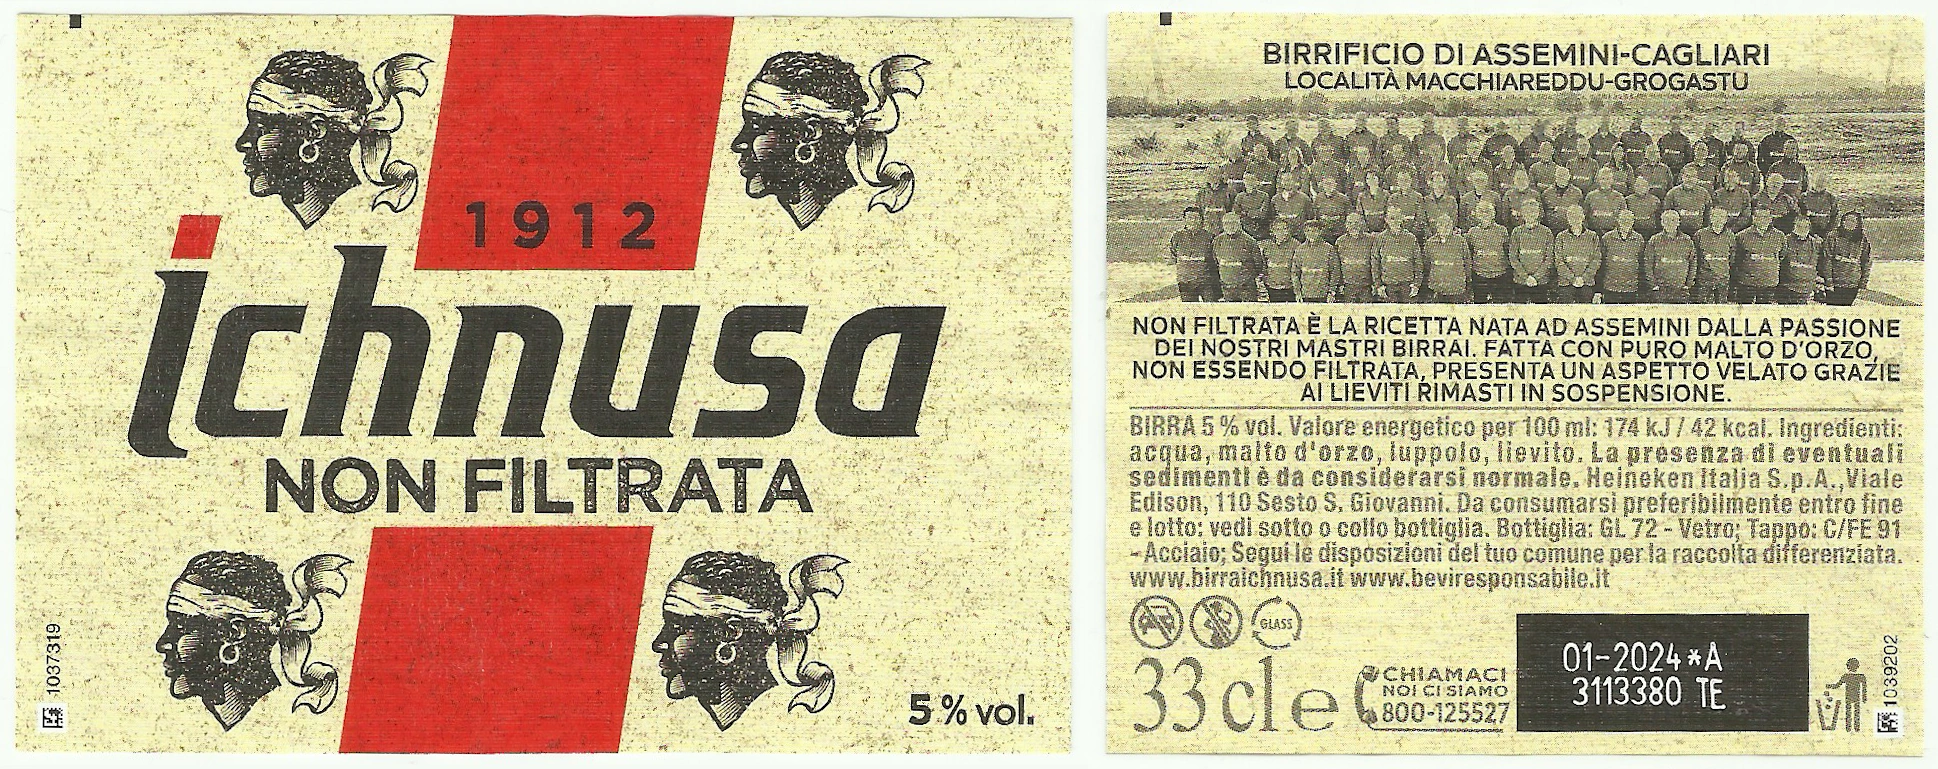 1912
ichnusa
NON FILTRATA
5% vol.
1037319
BIRRIFICIO DI ASSEMINI-CAGLIARI
LOCALITÀ MACCHIAREDDU-GROGASTU
NON FILTRATA È LA RICETTA NATA AD ASSEMINI DALLA PASSIONE
DEI NOSTRI MASTRI BIRRAI. FATTA CON PURO MALTO D'ORZO,
NON ESSENDO FILTRATA, PRESENTA UN ASPETTO VELATO GRAZIE
AI LIEVITI RIMASTI IN SOSPENSIONE.
BIRRA 5 % vol. Valore energetico per 100 ml: 174 kJ / 42 kcal. Ingredienti:
acqua, malto d'orzo, luppolo, lievito. La presenza di eventuali
sedimenti è da considerarsi normale. Heineken Italia S.p.A., Viale
Edison, 110 Sesto S. Giovanni. Da consumarsi preferibilmente entro fine
e lotto: vedi sotto o collo bottiglia. Bottiglia: GL 72 - Vetro; Tappo: C/FE 91
- Acciaio; Segui le disposizioni del tuo comune per la raccolta differenziata.
www.birraichnusa.it www.beviresponsabile.it
GLASS
33 cl e
CHIAMACI
NOI CI SIAMO
800-125527
01-2024*A
3113380 TE
1039202